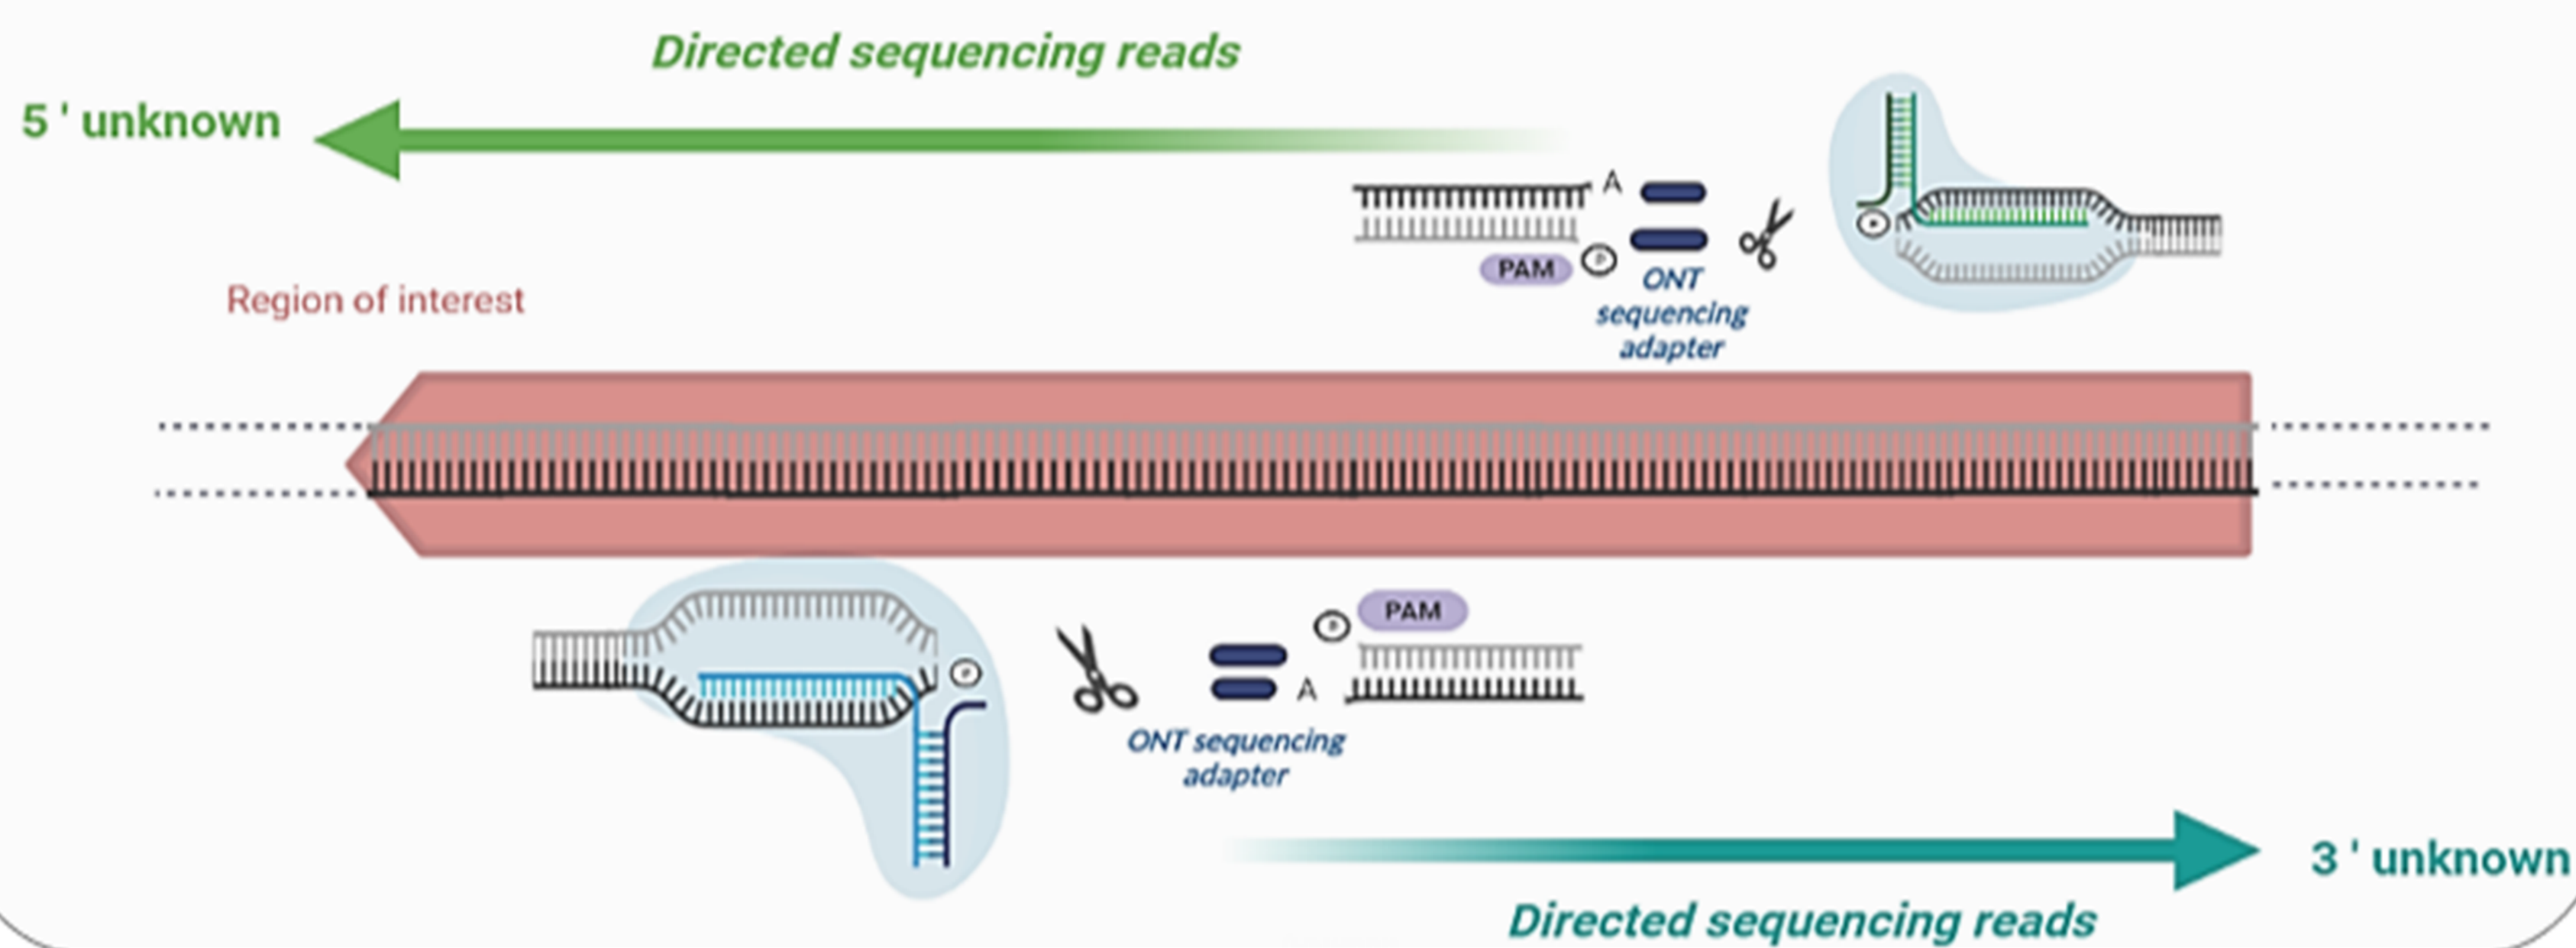 Directed sequencing reads
5 ' unknown
A
PAM
P
ONT
sequencing
adapter
P
Region of interest
P
PAM
P
A
ONT sequencing
adapter
3 ' unknown
Directed sequencing reads